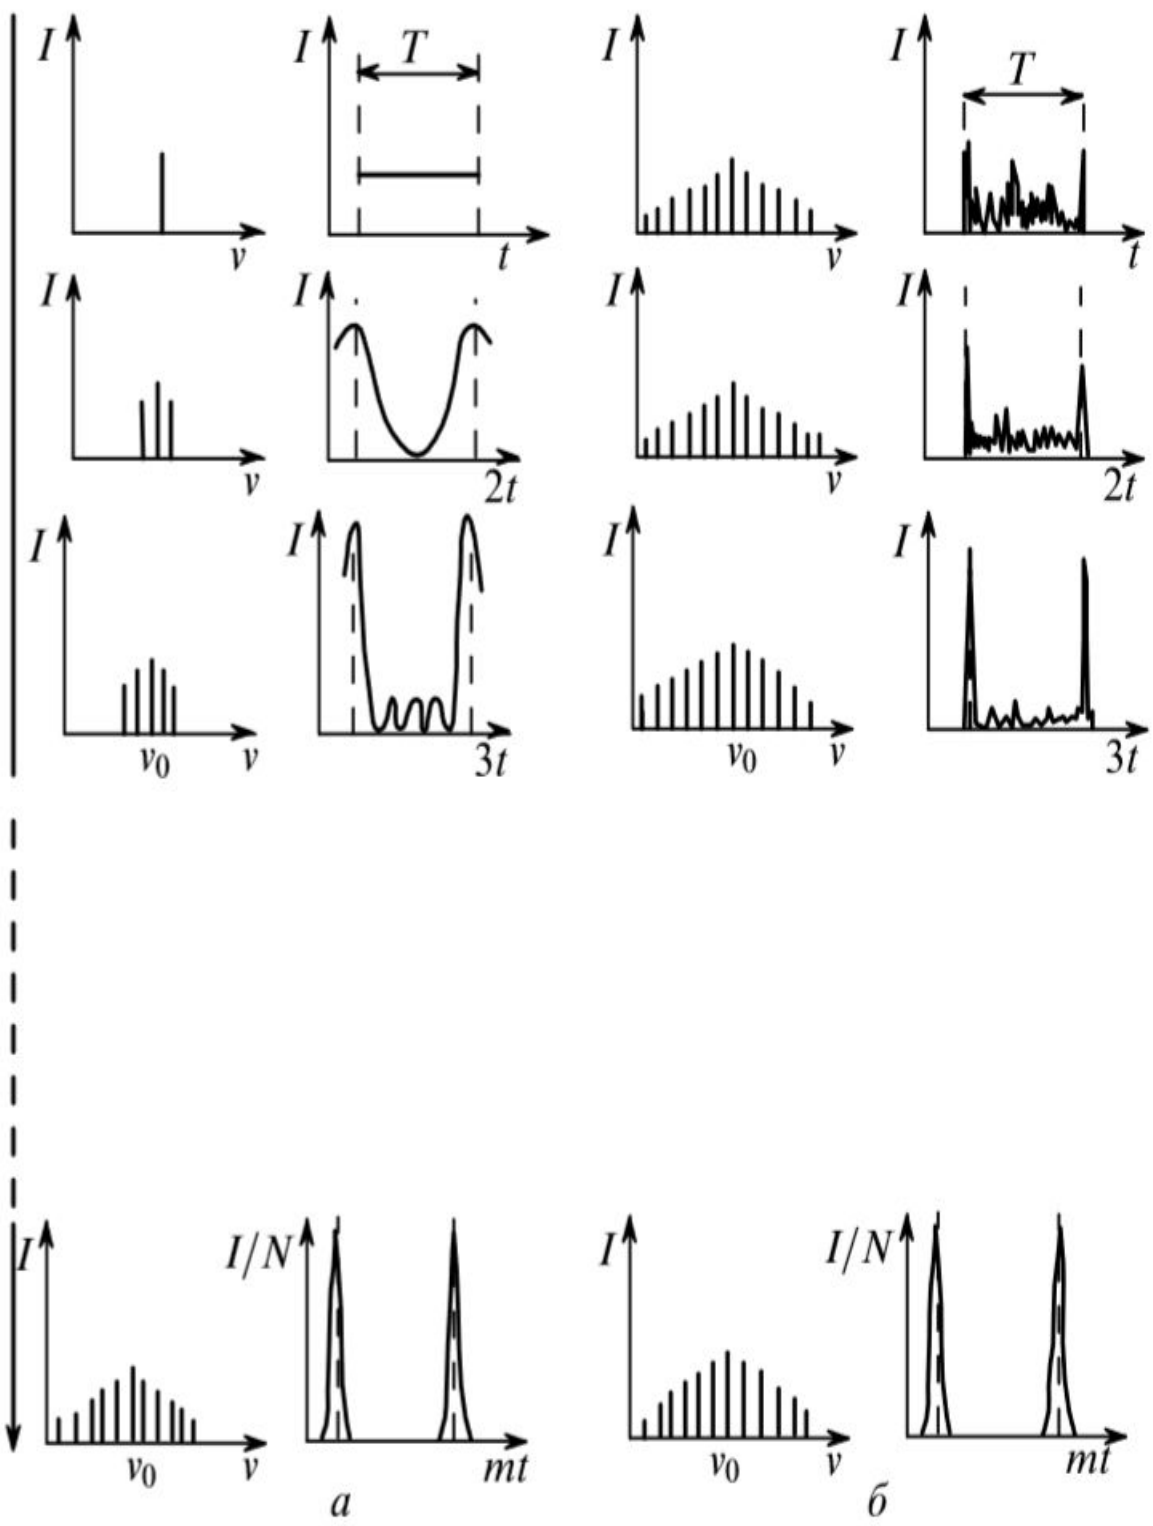 I T I I I T
v t v t
I I I I
v 2t v 2t
I I I I
v₀ v 3t v₀ v 3t
I I/N I I/N
v₀ v mt v₀ v mt
а б